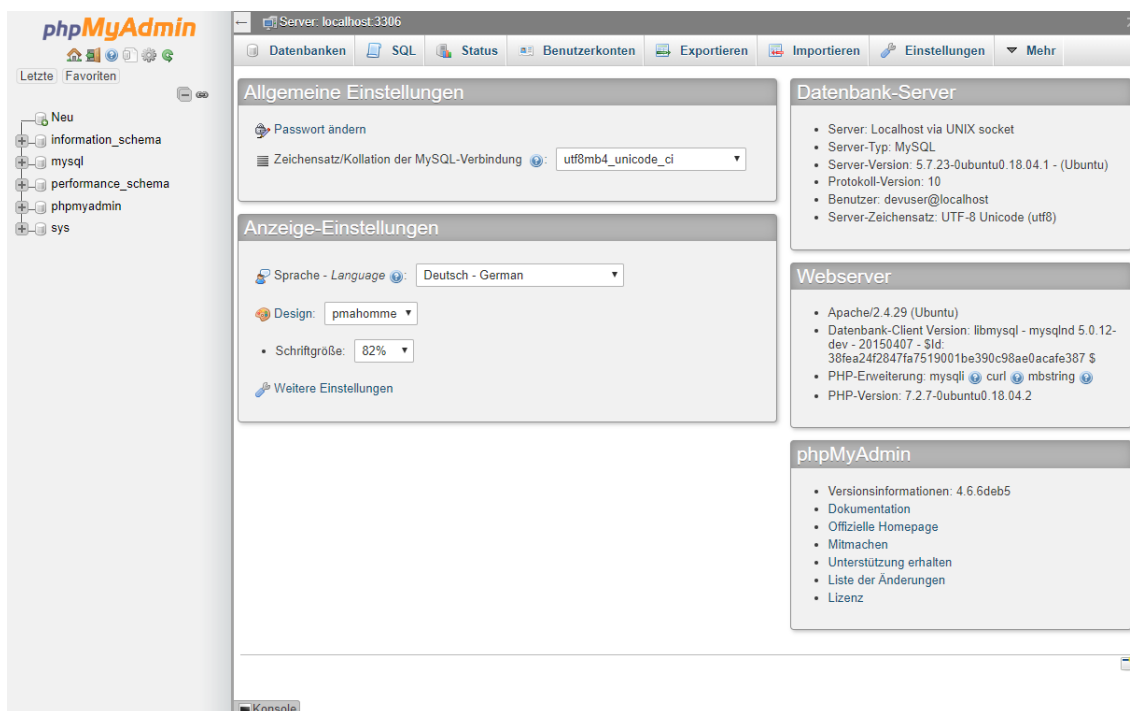 phpMyAdmin
Letzte Favoriten
Neu
information_schema
mysql
performance_schema
phpmyadmin
sys
Server: localhost:3306
Datenbanken SQL Status Benutzerkonten Exportieren Importieren Einstellungen Mehr
Allgemeine Einstellungen
Passwort ändern
Zeichensatz/Kollation der MySQL-Verbindung : utf8mb4_unicode_ci
Anzeige-Einstellungen
Sprache - Language : Deutsch - German
Design: pmahomme
• Schriftgröße: 82%
Weitere Einstellungen
Datenbank-Server
• Server: Localhost via UNIX socket
• Server-Typ: MySQL
• Server-Version: 5.7.23-0ubuntu0.18.04.1 - (Ubuntu)
• Protokoll-Version: 10
• Benutzer: devuser@localhost
• Server-Zeichensatz: UTF-8 Unicode (utf8)
Webserver
• Apache/2.4.29 (Ubuntu)
• Datenbank-Client Version: libmysql - mysqlnd 5.0.12-
dev - 20150407 - $Id:
38fea24f2847fa7519001be390c98ae0acafe387 $
• PHP-Erweiterung: mysqli curl mbstring
• PHP-Version: 7.2.7-0ubuntu0.18.04.2
phpMyAdmin
• Versionsinformationen: 4.6.6deb5
• Dokumentation
• Offizielle Homepage
• Mitmachen
• Unterstützung erhalten
• Liste der Änderungen
• Lizenz
Konsole